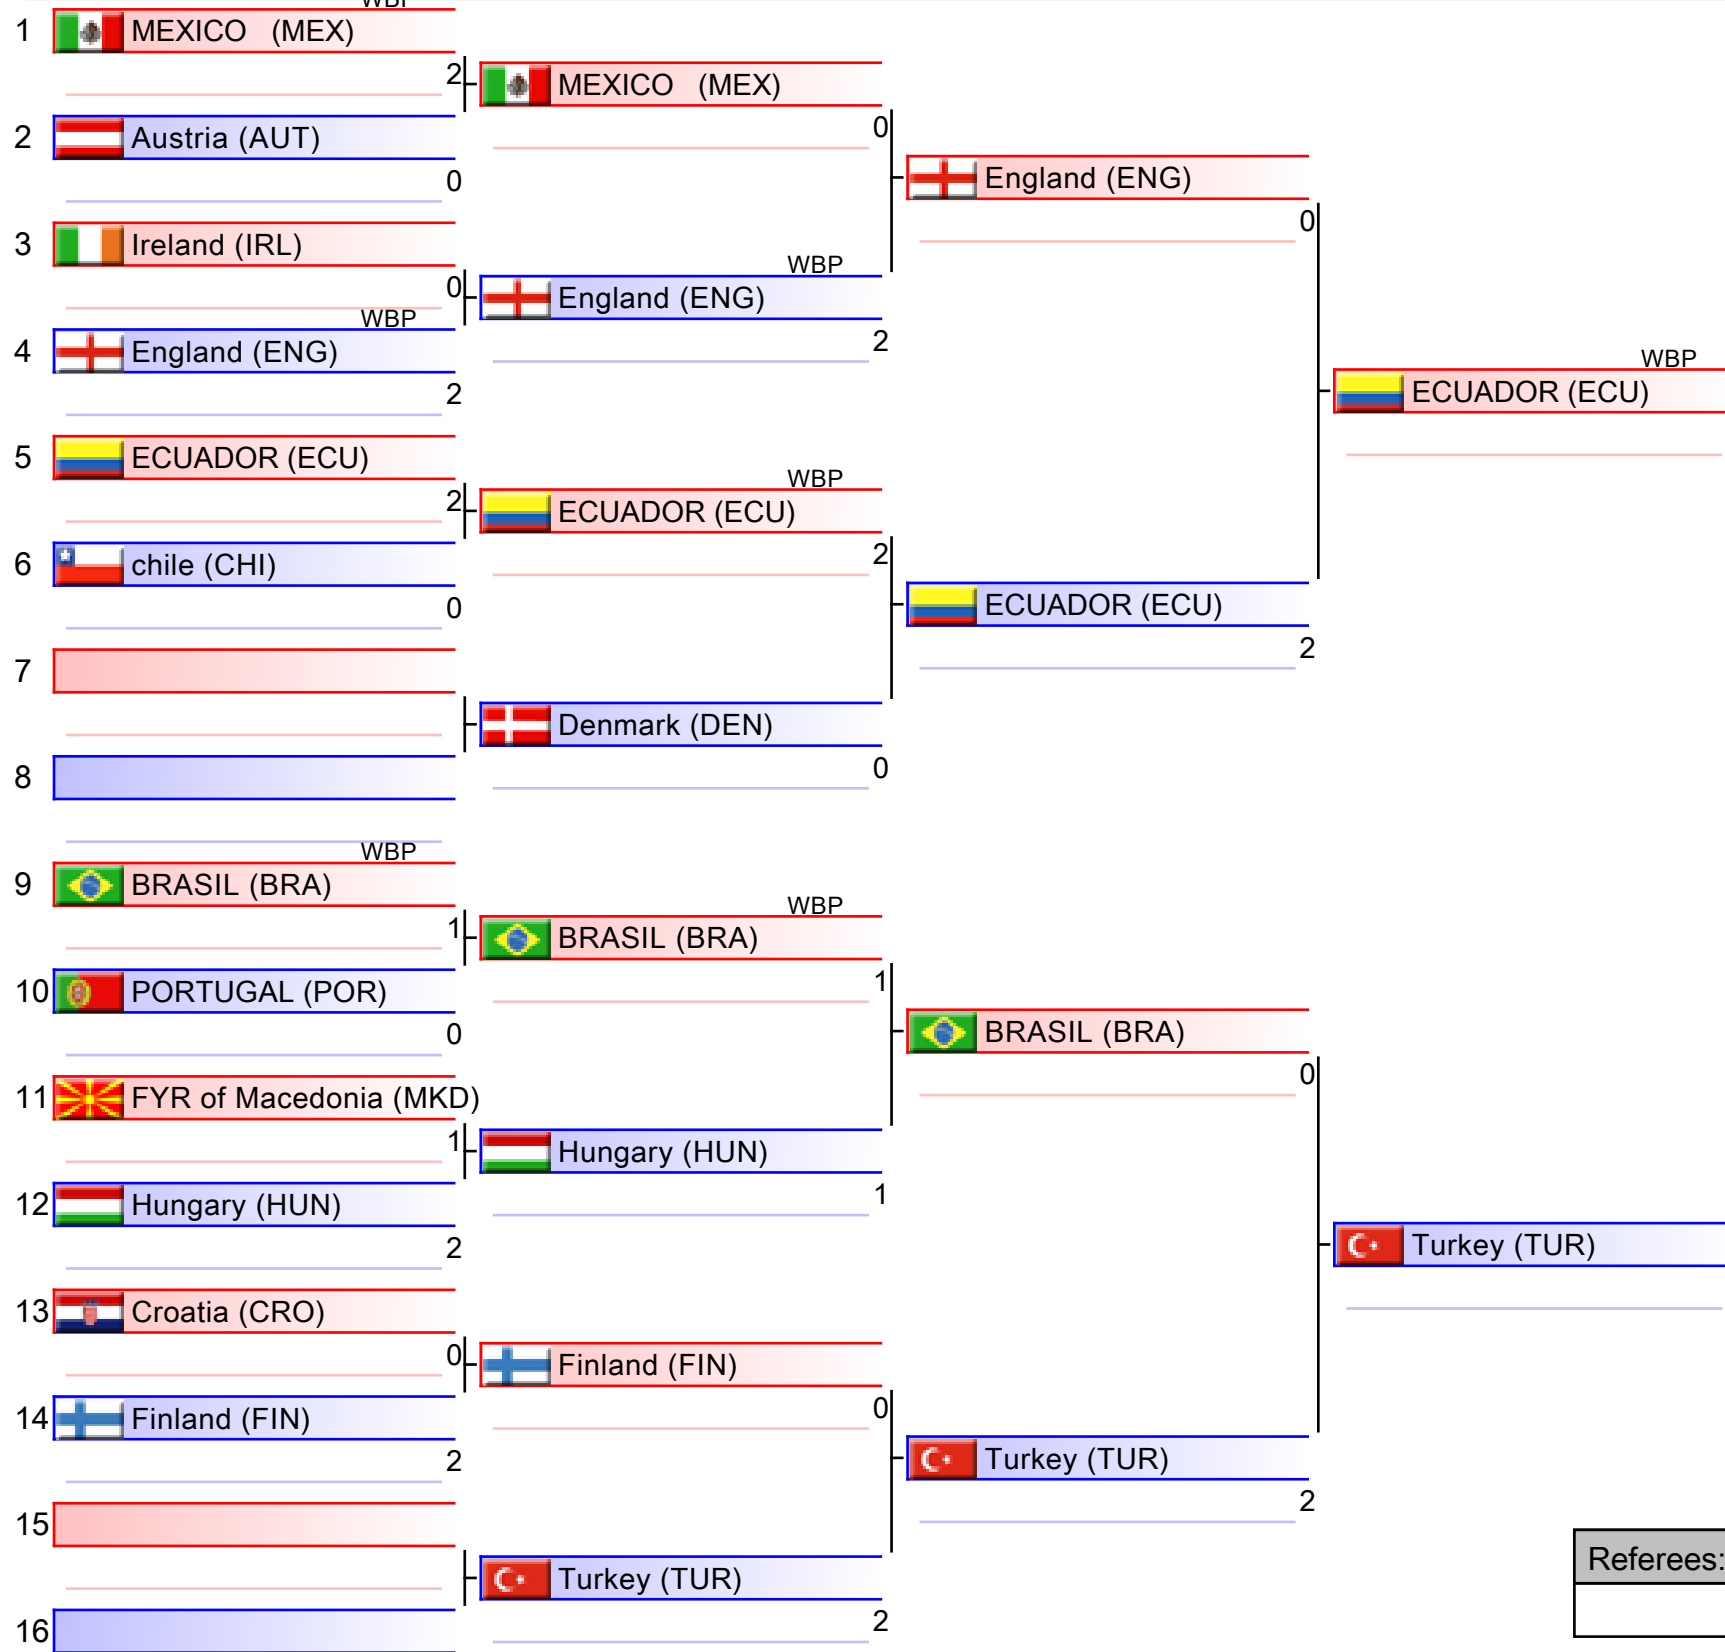 WBP
1 MEXICO (MEX)
2 MEXICO (MEX)
2 Austria (AUT)
0
0
England (ENG)
0
3 Ireland (IRL)
WBP
0 England (ENG)
2
WBP
4 England (ENG)
2
WBP
ECUADOR (ECU)
5 ECUADOR (ECU)
WBP
2 ECUADOR (ECU)
2
6 chile (CHI)
0
ECUADOR (ECU)
2
7
Denmark (DEN)
0
8
WBP
9 BRASIL (BRA)
WBP
1 BRASIL (BRA)
1
10 PORTUGAL (POR)
0
BRASIL (BRA)
0
11 FYR of Macedonia (MKD)
1 Hungary (HUN)
1
12 Hungary (HUN)
2
Turkey (TUR)
13 Croatia (CRO)
0 Finland (FIN)
0
14 Finland (FIN)
2
Turkey (TUR)
2
15
Referees:
Turkey (TUR)
2
16